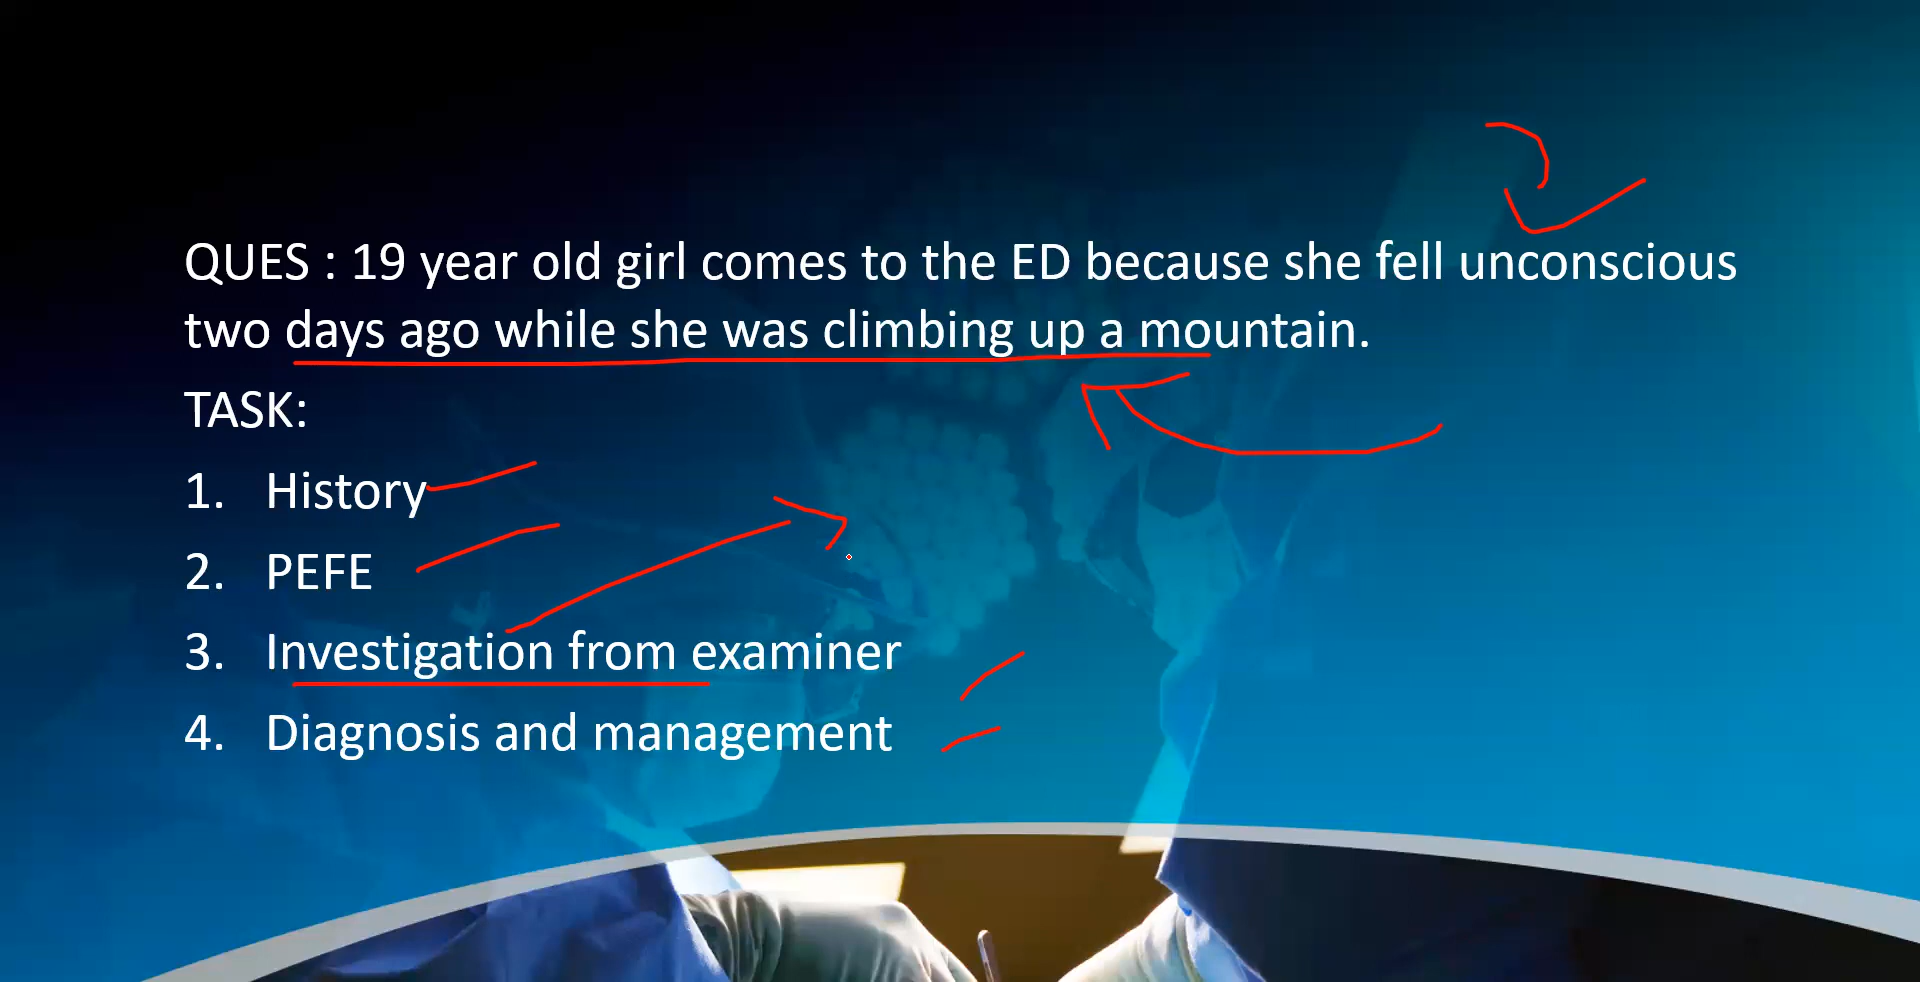 QUES : 19 year old girl comes to the ED because she fell unconscious
two days ago while she was climbing up a mountain.
TASK:
1. History
2. PEFE
3. Investigation from examiner
4. Diagnosis and management